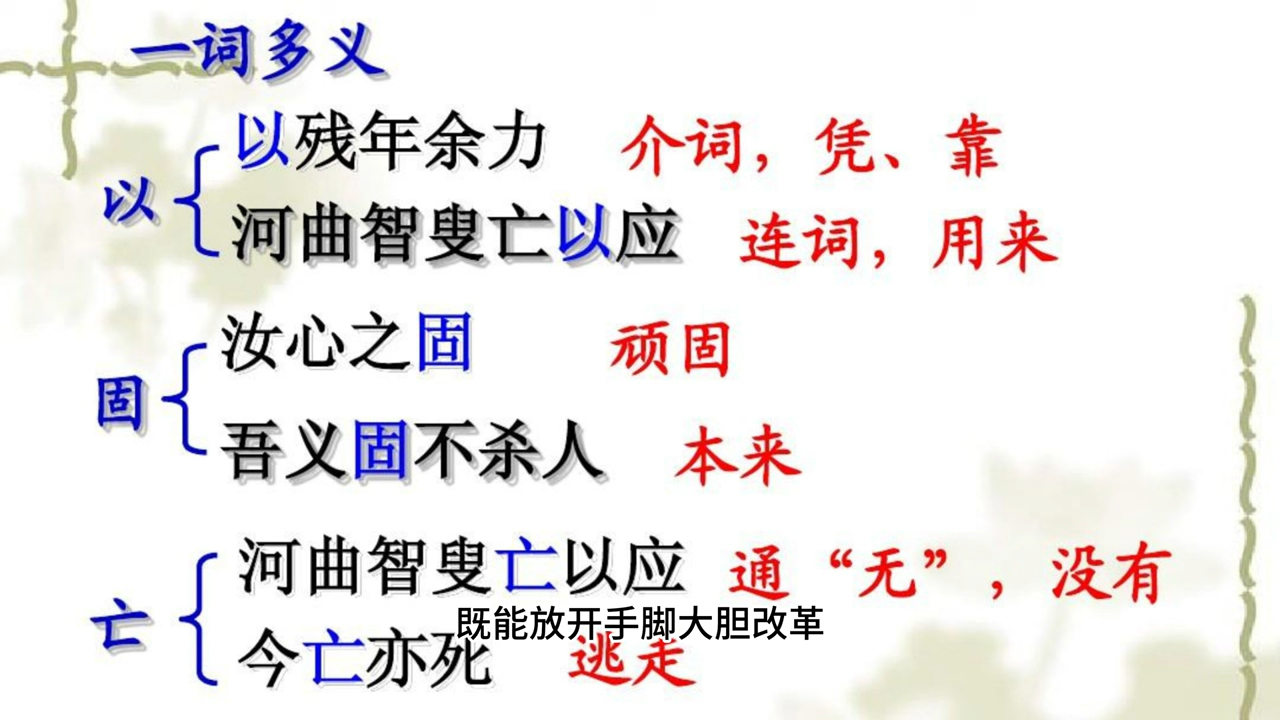 一词多义
以残年余力 介词，凭、靠
以
河曲智叟亡以应 连词，用来
汝心之固 顽固
固
吾义固不杀人 本来
河曲智叟亡以应 通“无”，没有
亡
既能放开手脚大胆改革
今亡亦死 逃走